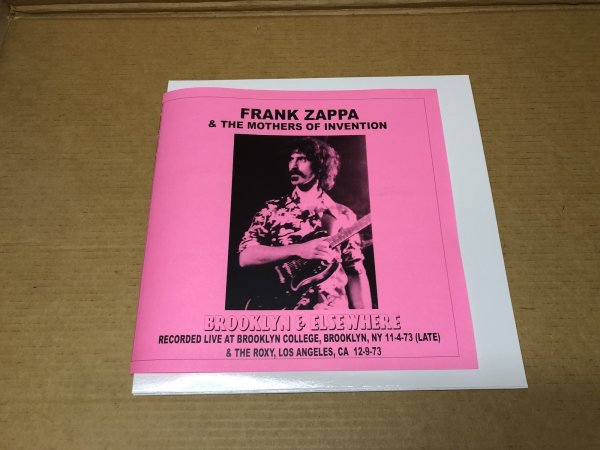 FRANK ZAPPA
& THE MOTHERS OF INVENTION
BROOKLYN & ELSEWHERE
RECORDED LIVE AT BROOKLYN COLLEGE, BROOKLYN, NY 11-4-73 (LATE)
& THE ROXY, LOS ANGELES, CA 12-9-73